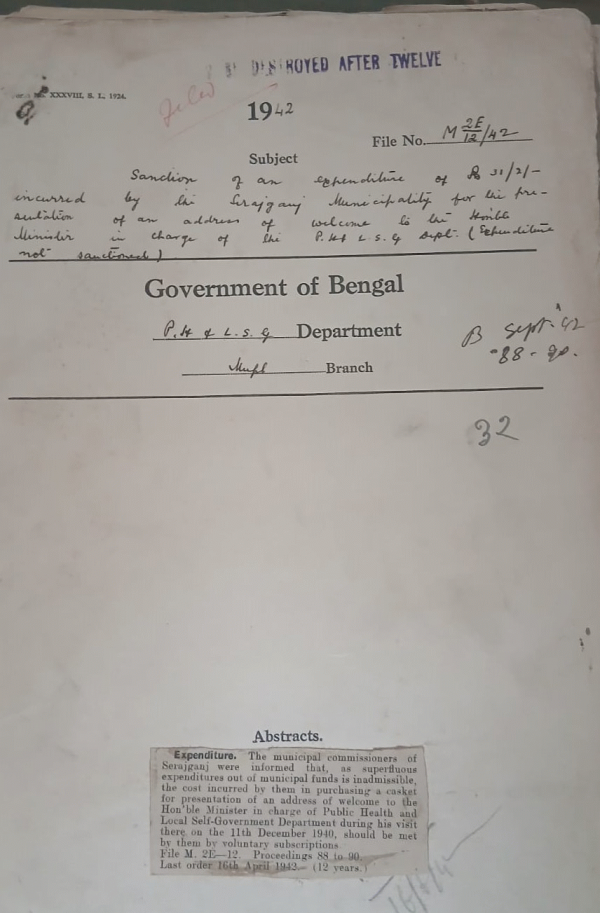 DESTROYED AFTER TWELVE
XXXVIII, B. L., 1924.
1942
File No. M 2E/12/42
Subject
Sanction of an expenditure of Rs 31/2/-
incurred by the Serajganj Municipality for the pre-
sentation of an address of welcome to the Hon'ble
Minister in charge of the P.H & L.S.G Dept. (Expenditure
not sanctioned)
Government of Bengal
P.H & L.S.G Department
Mupl Branch
B Sept. '42
88-90.
32
Abstracts.
Expenditure. The municipal commissioners of
Serajganj were informed that, as superfluous
expenditures out of municipal funds is inadmissible,
the cost incurred by them in purchasing a casket
for presentation of an address of welcome to the
Hon'ble Minister in charge of Public Health and
Local Self-Government Department during his visit
there on the 11th December 1940, should be met
by them by voluntary subscriptions.
File M. 2E—12. Proceedings 88 to 90.
Last order 16th April 1942.—(12 years.)